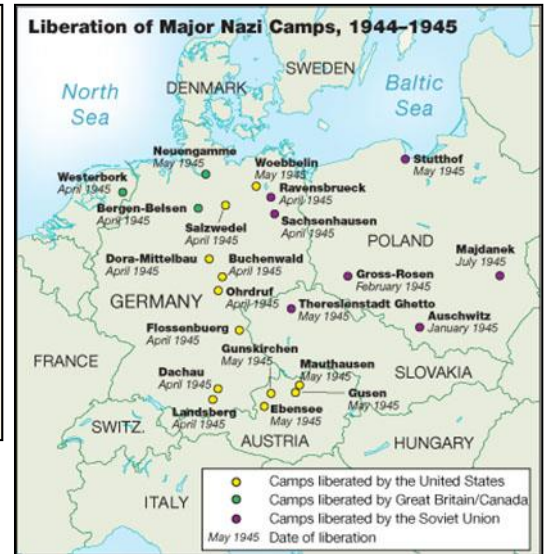 Liberation of Major Nazi Camps, 1944–1945
North
Sea
DENMARK
SWEDEN
Baltic
Sea
Neuengamme
May 1945
Woebbelin
May 1945
Stutthof
May 1945
Westerbork
April 1945
Ravensbrueck
April 1945
Bergen-Belsen
April 1945
Sachsenhausen
April 1945
Salzwedel
April 1945
POLAND
Majdanek
July 1945
Dora-Mittelbau
April 1945
Buchenwald
April 1945
Gross-Rosen
February 1945
Ohrdruf
April 1945
GERMANY
Theresienstadt Ghetto
May 1945
Auschwitz
January 1945
Flossenbuerg
April 1945
Gunskirchen
May 1945
Mauthausen
May 1945
FRANCE
Dachau
April 1945
SLOVAKIA
Gusen
May 1945
Landsberg
April 1945
Ebensee
May 1945
SWITZ.
AUSTRIA
HUNGARY
ITALY
Camps liberated by the United States
Camps liberated by Great Britain/Canada
Camps liberated by the Soviet Union
May 1945 Date of liberation